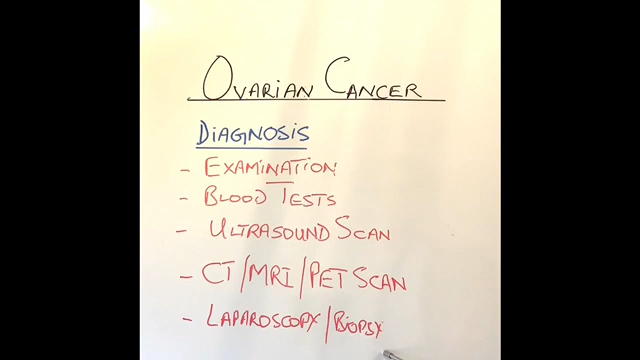 Ovarian Cancer
Diagnosis
- Examination
- Blood Tests
- Ultrasound Scan
- CT/MRI/PET Scan
- Laparoscopy/Biopsy